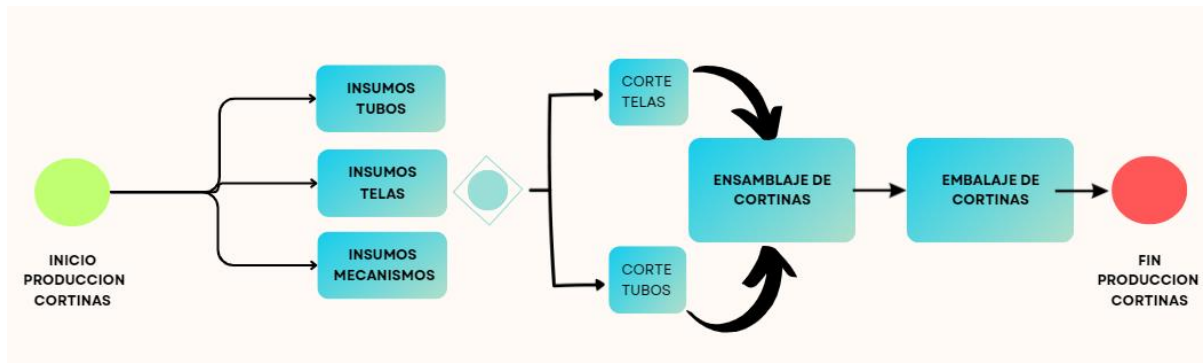 INICIO
PRODUCCION
CORTINAS
INSUMOS
TUBOS
INSUMOS
TELAS
INSUMOS
MECANISMOS
CORTE
TELAS
CORTE
TUBOS
ENSAMBLAJE DE
CORTINAS
EMBALAJE DE
CORTINAS
FIN
PRODUCCION
CORTINAS